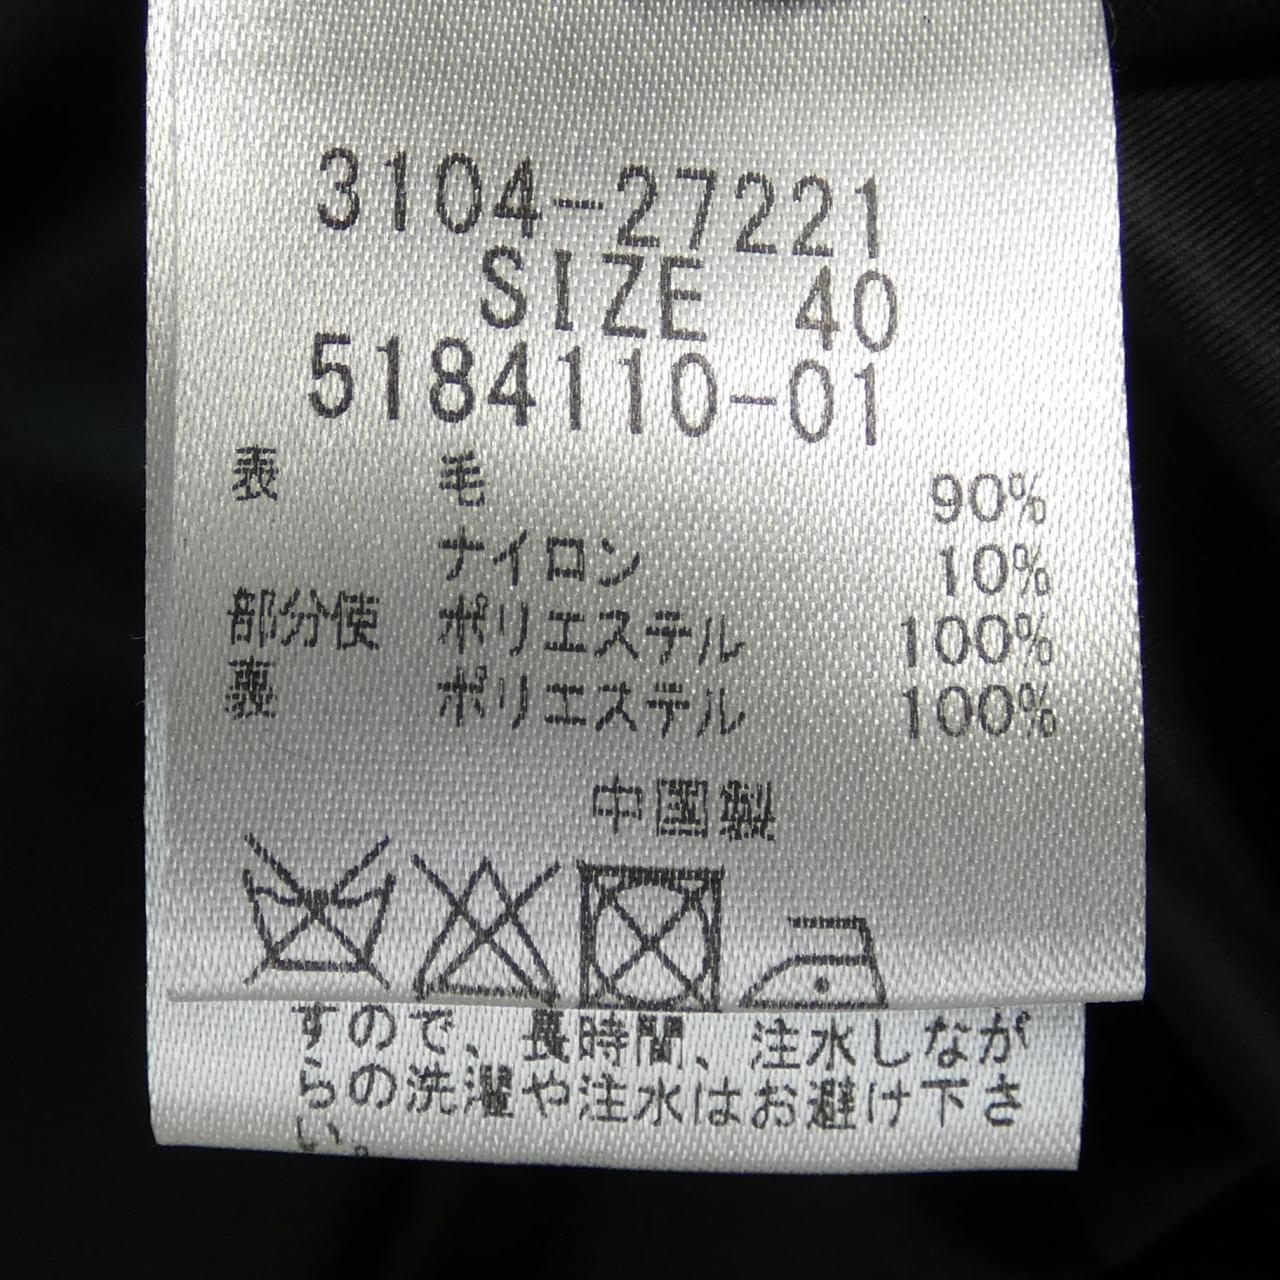 3104-27221
SIZE 40
5184110-01
表 毛 90%
ナイロン 10%
部分使 ポリエステル 100%
裏 ポリエステル 100%
中国製
すので、長時間、注水しなが
らの洗濯や注水はお避け下さ
い。